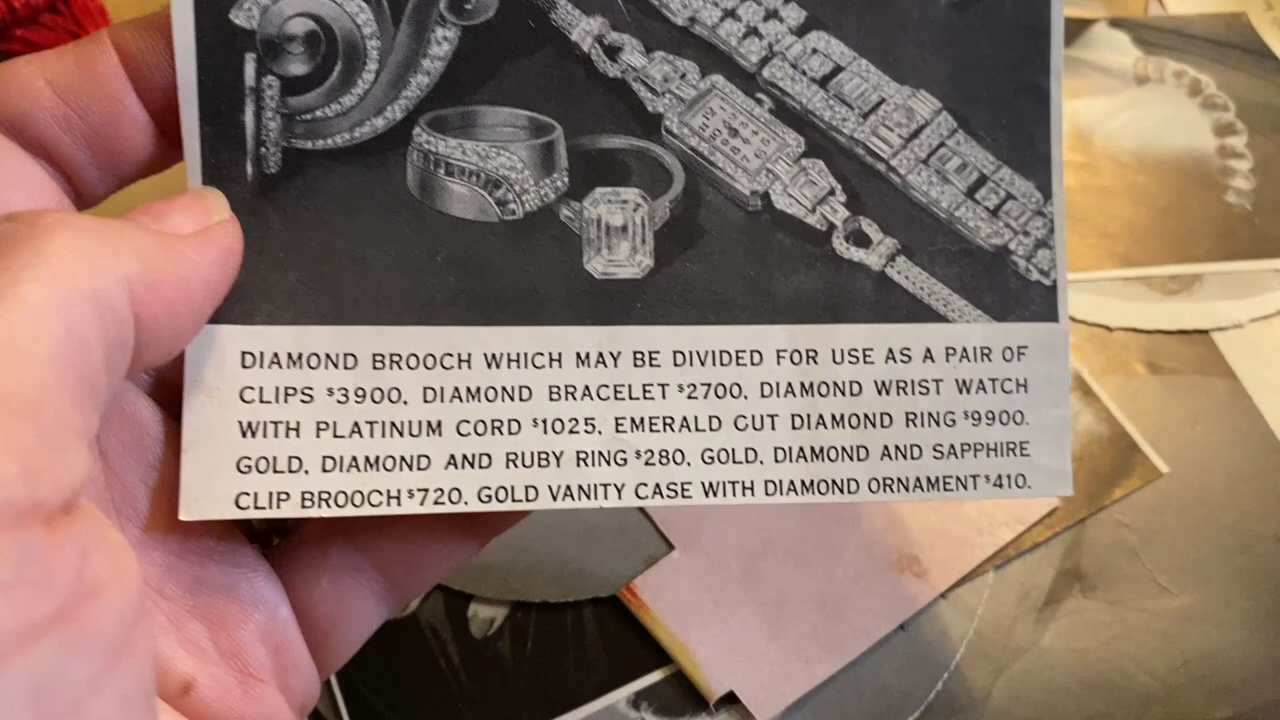 DIAMOND BROOCH WHICH MAY BE DIVIDED FOR USE AS A PAIR OF
CLIPS $3900, DIAMOND BRACELET $2700, DIAMOND WRIST WATCH
WITH PLATINUM CORD $1025, EMERALD CUT DIAMOND RING $9900.
GOLD, DIAMOND AND RUBY RING $280, GOLD, DIAMOND AND SAPPHIRE
CLIP BROOCH $720. GOLD VANITY CASE WITH DIAMOND ORNAMENT $410.